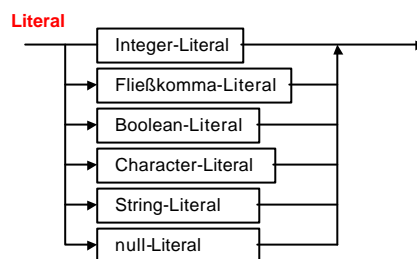 Literal
Integer-Literal
Fließkomma-Literal
Boolean-Literal
Character-Literal
String-Literal
null-Literal